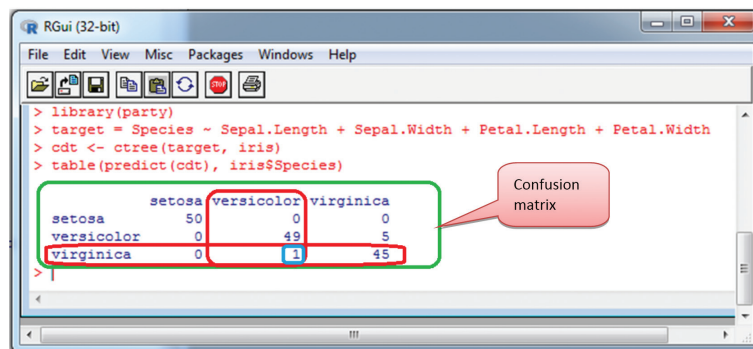 RGui (32-bit)
File Edit View Misc Packages Windows Help
STOP
> library(party)
> target = Species ~ Sepal.Length + Sepal.Width + Petal.Length + Petal.Width
> cdt <- ctree(target, iris)
> table(predict(cdt), iris$Species)
setosa versicolor virginica
setosa 50 0 0
versicolor 0 49 5
virginica 0 1 45
>
Confusion
matrix